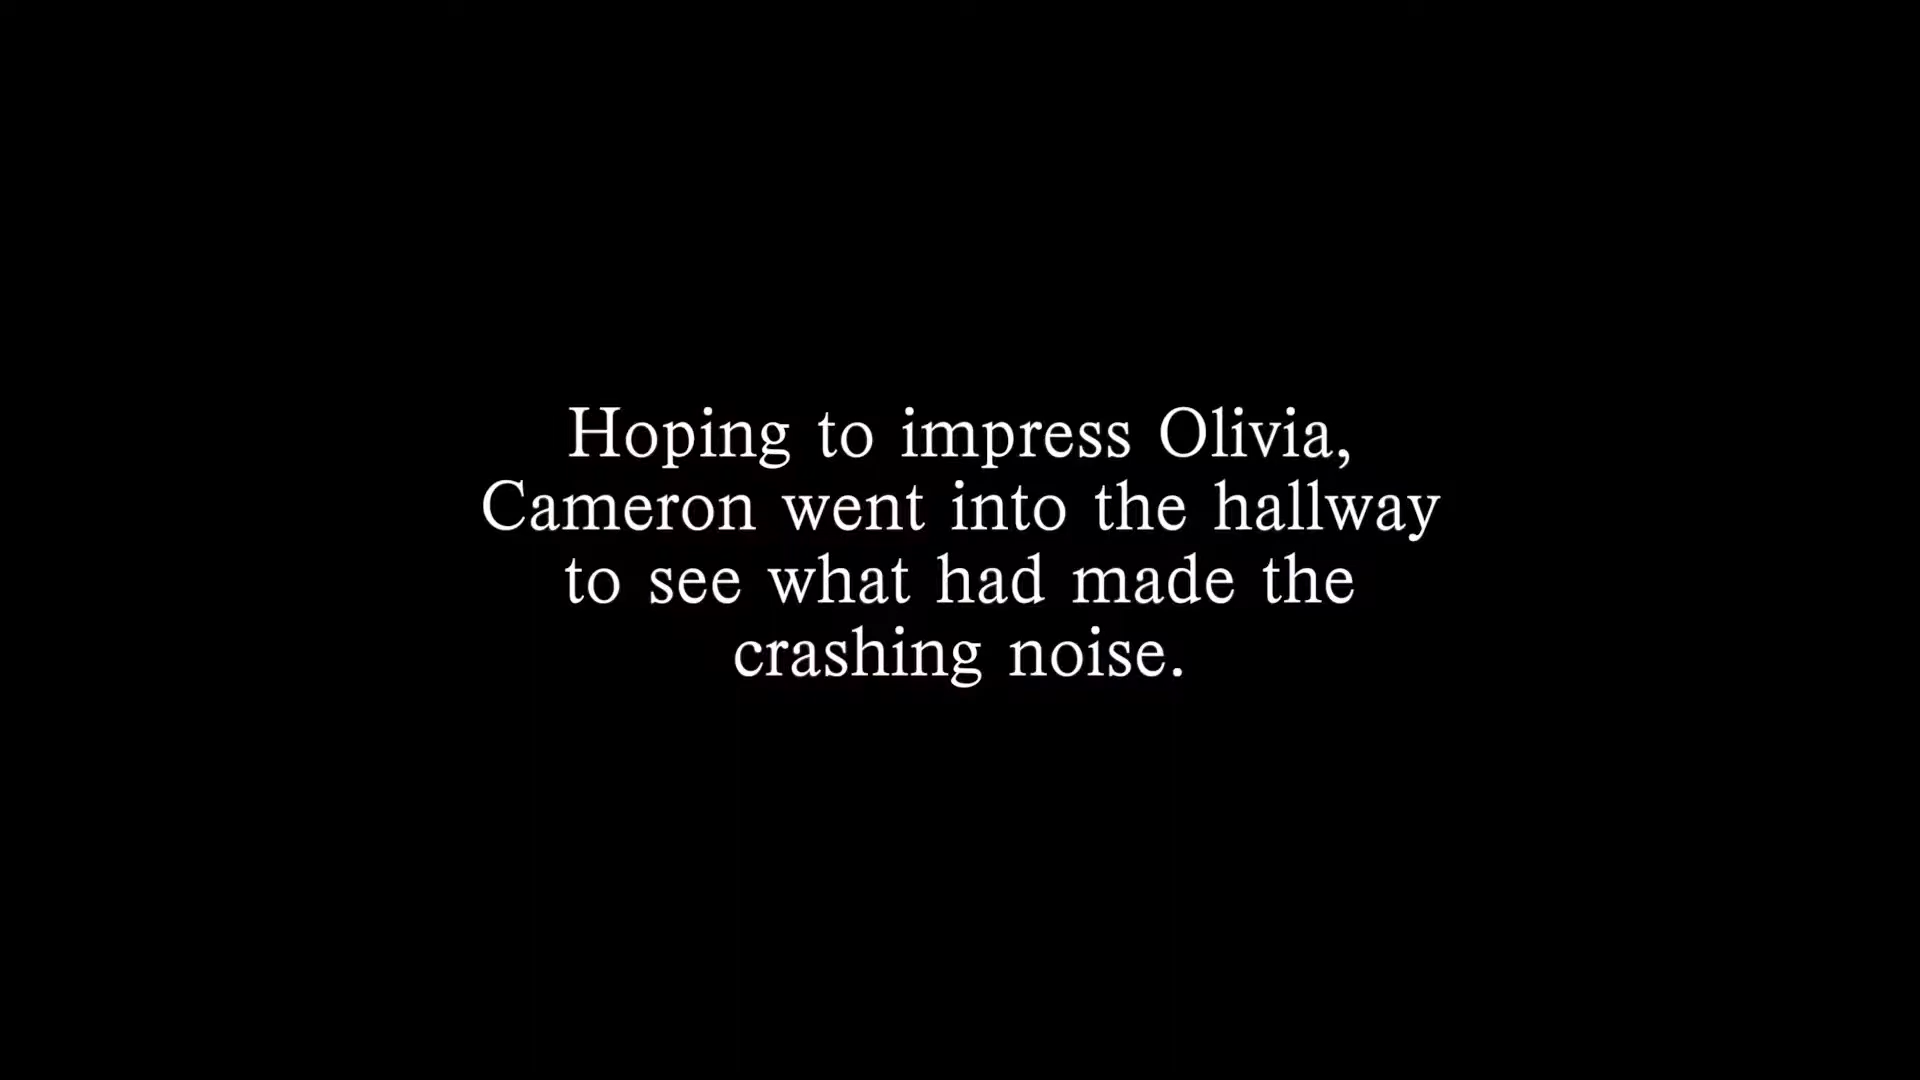 Hoping to impress Olivia,
Cameron went into the hallway
to see what had made the
crashing noise.